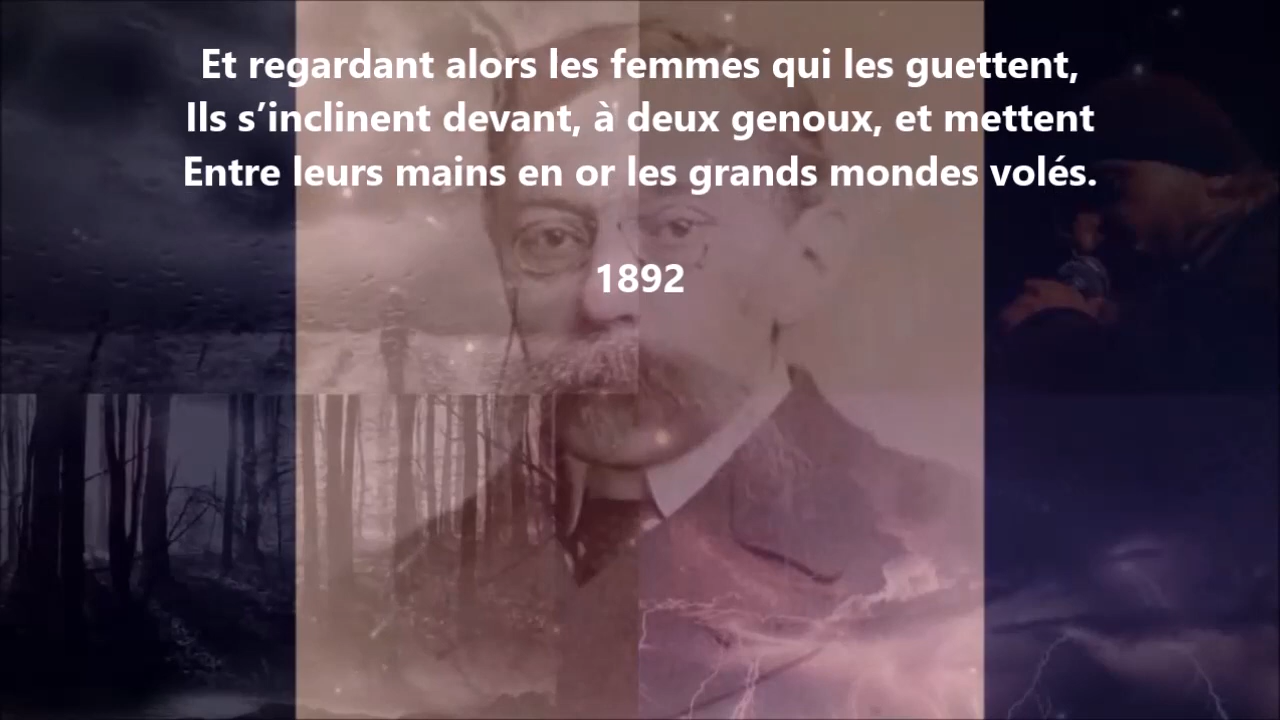 Et regardant alors les femmes qui les guettent,
Ils s’inclinent devant, à deux genoux, et mettent
Entre leurs mains en or les grands mondes volés.
1892